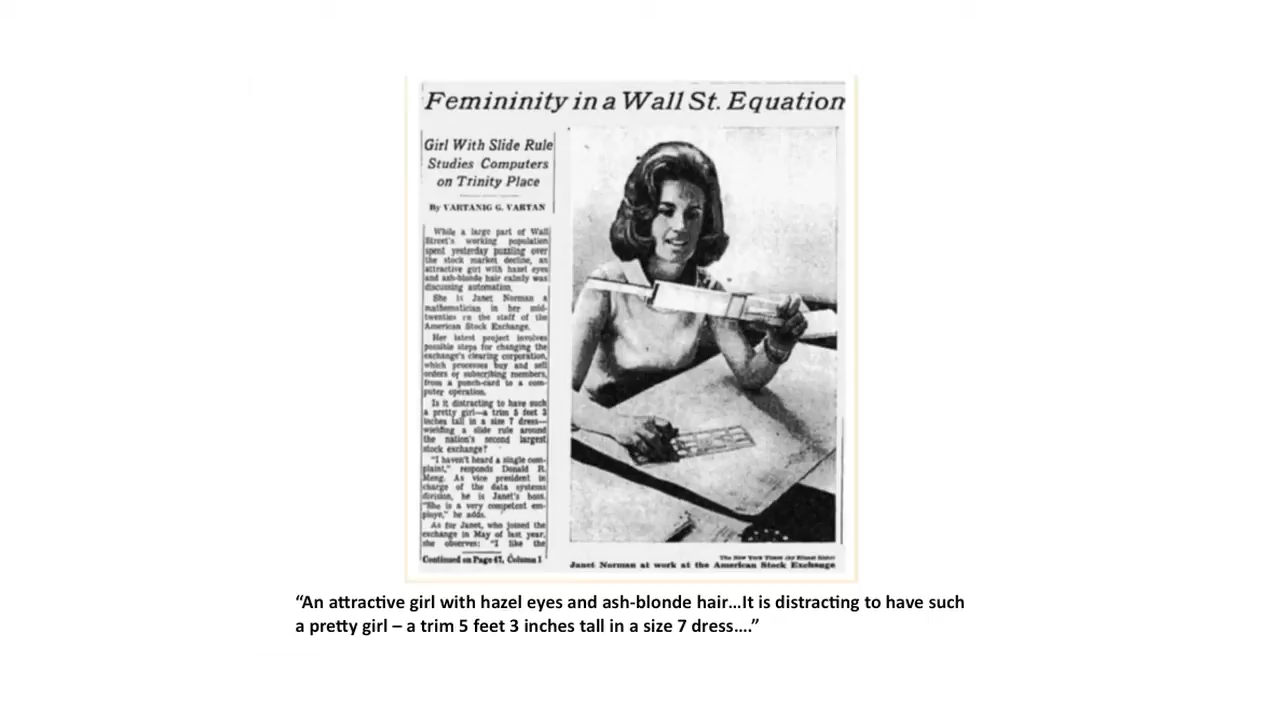 Femininity in a Wall St. Equation
Girl With Slide Rule
Studies Computers
on Trinity Place
By VARTANIG G. VARTAN
While a large part of Wall
Street's working population
spent yesterday puzzling over
the stock market decline, an
attractive girl with hazel eyes
and ash-blonde hair calmly was
discussing automation.
She is Janet Norman a
mathematician in her mid-
twenties on the staff of the
American Stock Exchange.
Her latest project involves
possible steps for changing the
exchange's clearing corporation,
which processes buy and sell
orders of subscribing members,
from a punch-card to a com-
puter operation.
Is it distracting to have such
a pretty girl—a trim 5 feet 3
inches tall in a size 7 dress—
wielding a slide rule around
the nation's second largest
stock exchange?
"I haven't heard a single com-
plaint," responds Donald R.
Meng. As vice president in
charge of the data systems
division, he is Janet's boss.
"She is a very competent em-
ploye," he adds.
As for Janet, who joined the
exchange in May of last year,
she observes: "I like the
Continued on Page 47, Column 1
The New York Times
Janet Norman at work at the American Stock Exchange
“An attractive girl with hazel eyes and ash-blonde hair…It is distracting to have such
a pretty girl – a trim 5 feet 3 inches tall in a size 7 dress….”